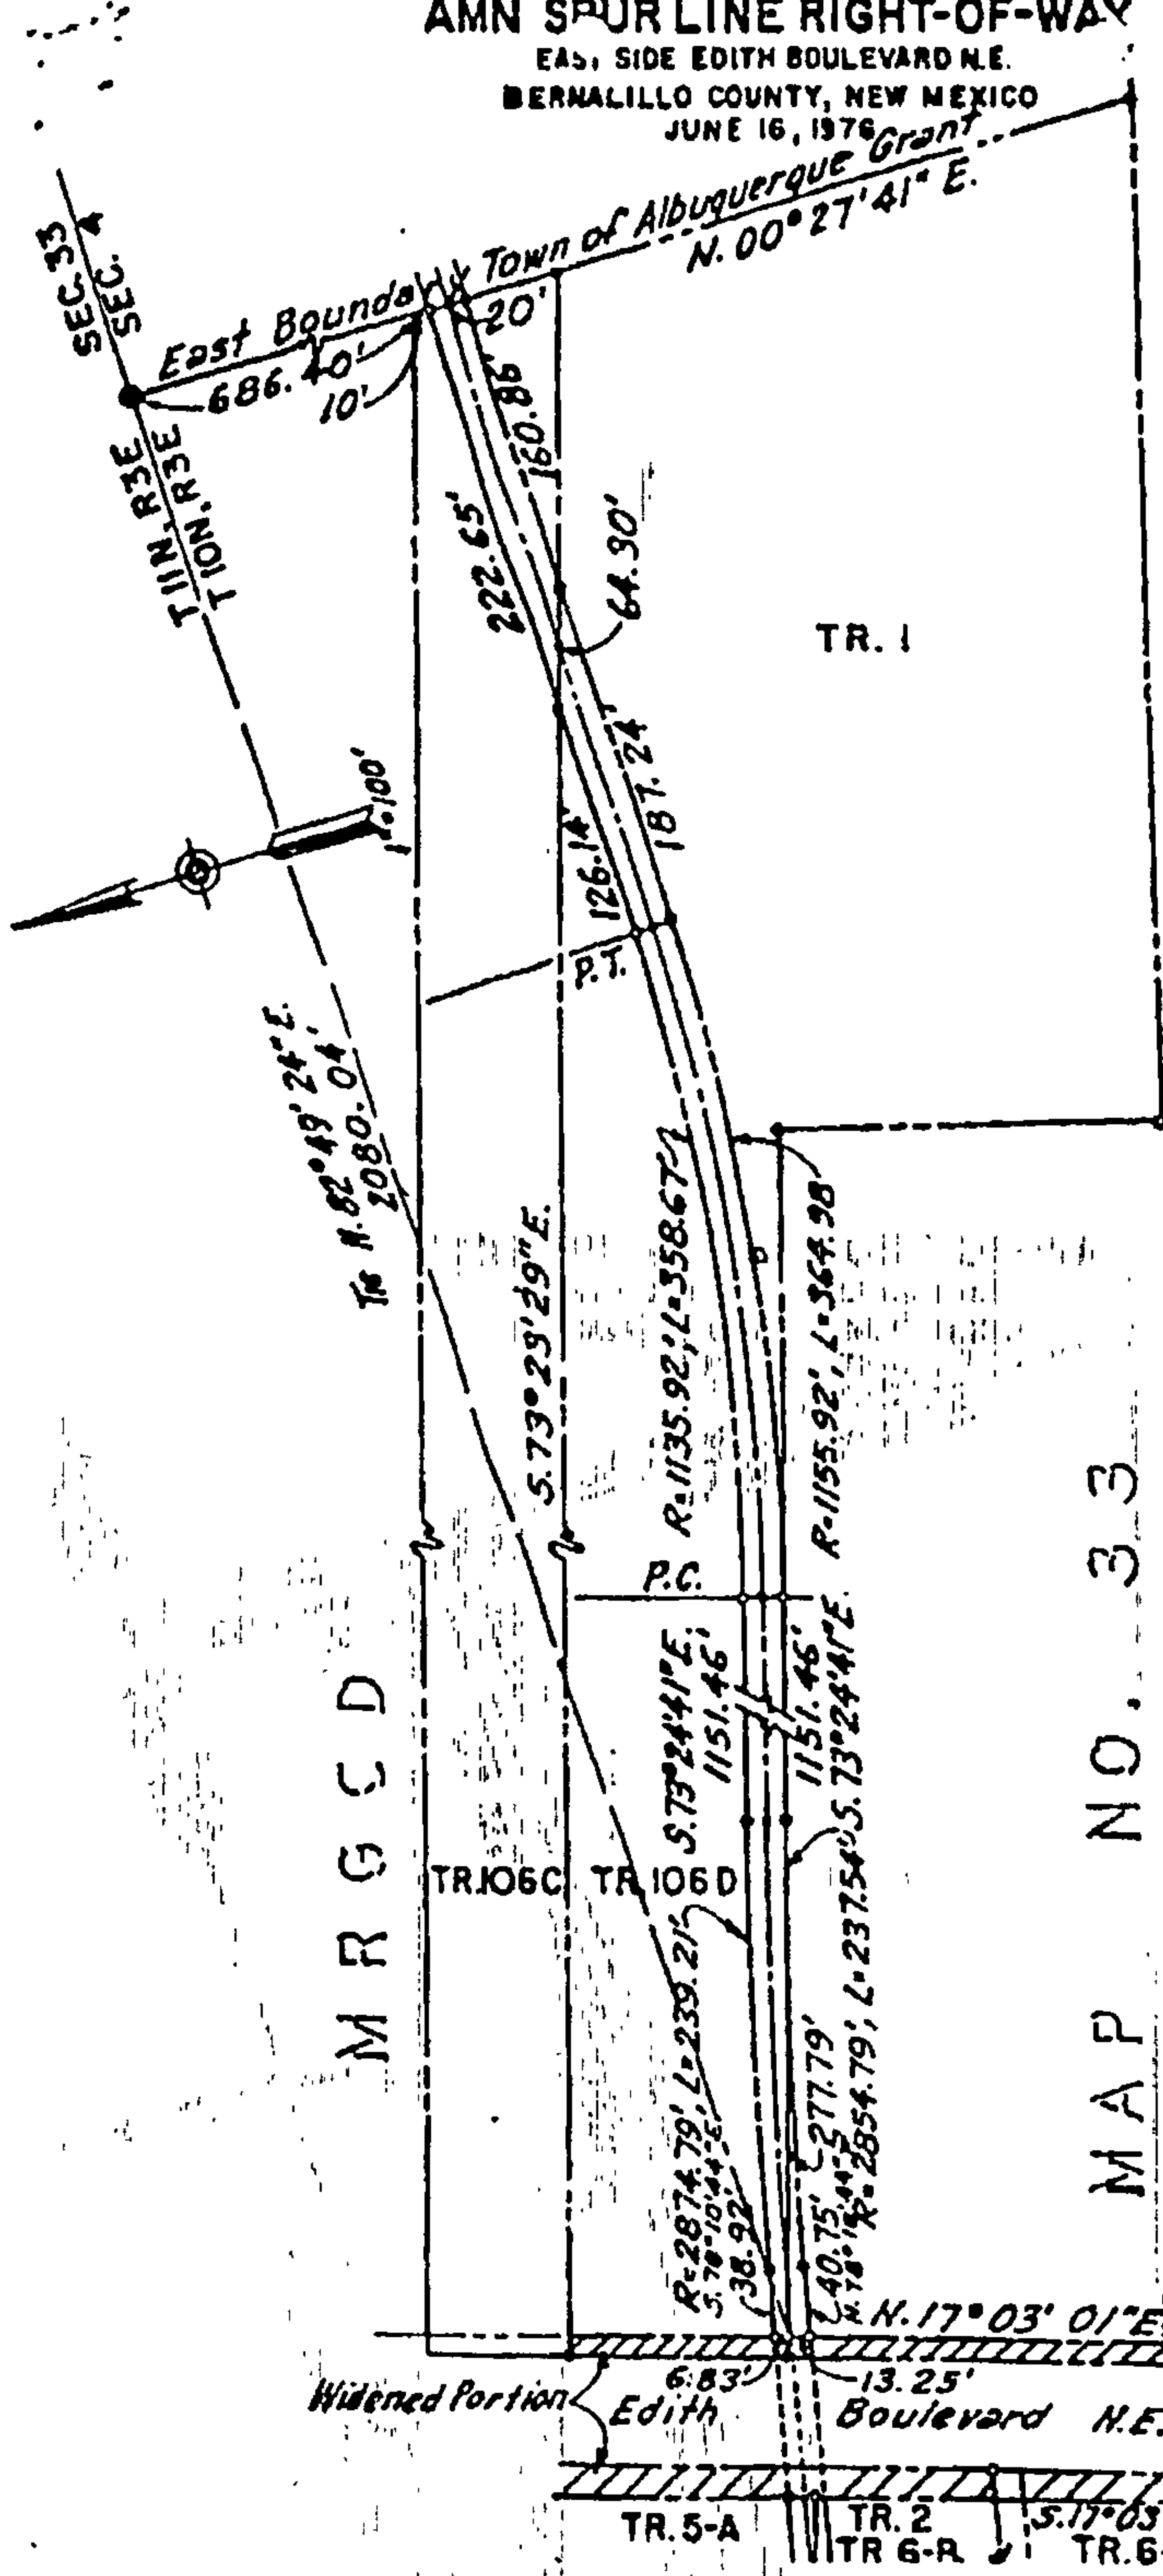 AMN SPUR LINE RIGHT-OF-WAY
EAST SIDE EDITH BOULEVARD N.E.
BERNALILLO COUNTY, NEW MEXICO
JUNE 16, 1976
East Boundary Town of Albuquerque Grant
N. 00° 27' 41" E.
SEC. 33
SEC. 4
686.40'
10'
20'
T11N, R3E
T10N, R3E
160.86'
222.65'
64.90'
TR. 1
187.24'
126.14'
1"=100'
P.T.
N. 82° 49' 24" E.
2080.04'
S. 73° 29' 29" E.
R=1135.92', L=358.67'
R=1155.92', L=364.98'
P.C.
S. 73° 24' 41" E.
1151.46'
1151.46'
S. 73° 24' 41" E.
MRGCD
MAP NO. 33
TR. 106C
TR. 106D
R=2874.79', L=239.21'
S. 78° 10' 44" E.
38.92'
277.79'
40.75'
R=2854.79', L=237.54'
N. 17° 03' 01" E.
6.83'
13.25'
Widened Portion
Edith Boulevard N.E.
TR. 5-A
TR. 2
TR 6-R
S. 17° 03'
TR. 6-